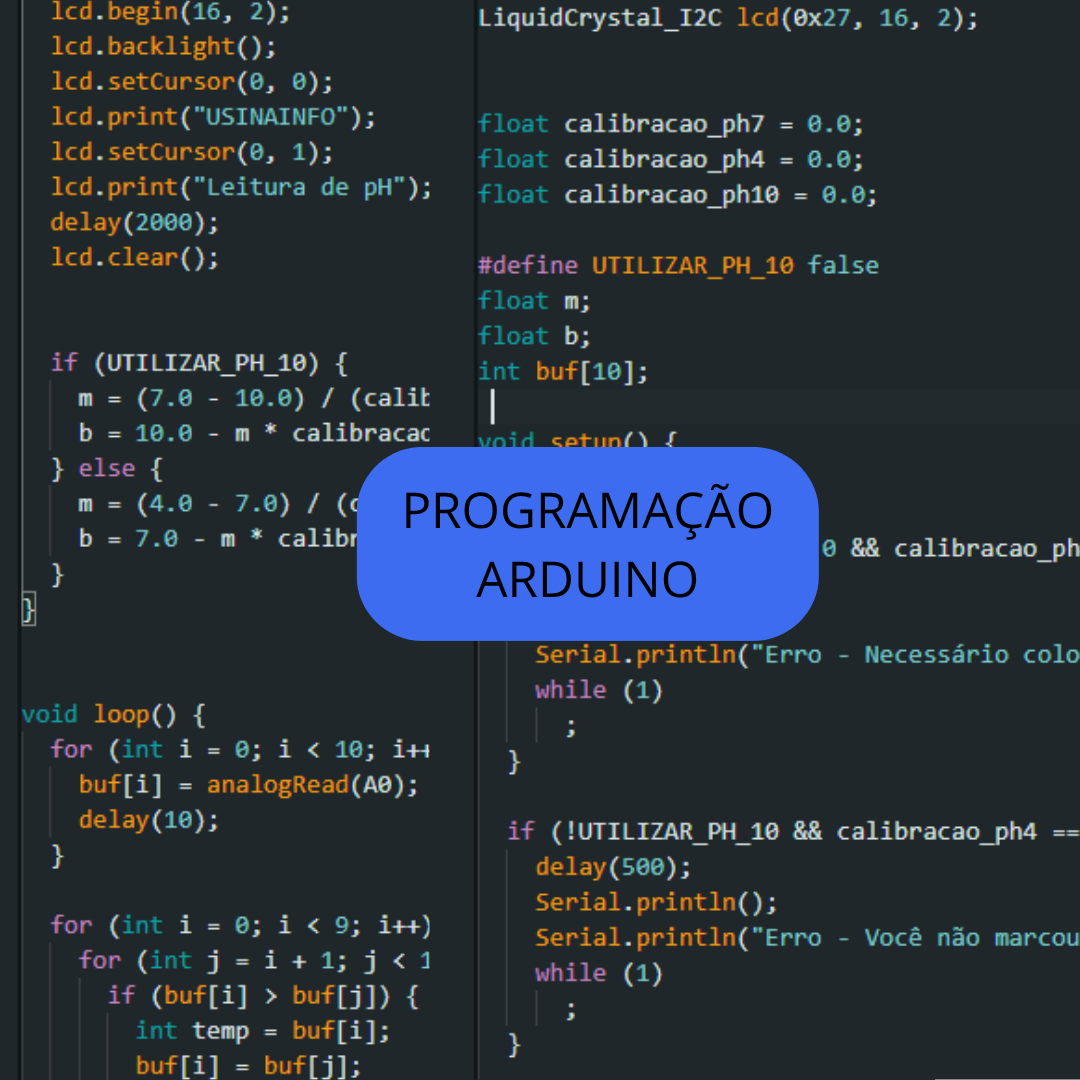 lcd.begin(16, 2);
lcd.backlight();
lcd.setCursor(0, 0);
lcd.print("USINAINFO");
lcd.setCursor(0, 1);
lcd.print("Leitura de pH");
delay(2000);
lcd.clear();
if (UTILIZAR_PH_10) {
m = (7.0 - 10.0) / (calib
b = 10.0 - m * calibracao
} else {
m = (4.0 - 7.0) / (c
b = 7.0 - m * calibr
}
}
void loop() {
for (int i = 0; i < 10; i++
buf[i] = analogRead(A0);
delay(10);
}
for (int i = 0; i < 9; i++)
for (int j = i + 1; j < 1
if (buf[i] > buf[j]) {
int temp = buf[i];
buf[i] = buf[j];
LiquidCrystal_I2C lcd(0x27, 16, 2);
float calibracao_ph7 = 0.0;
float calibracao_ph4 = 0.0;
float calibracao_ph10 = 0.0;
#define UTILIZAR_PH_10 false
float m;
float b;
int buf[10];
void setup() {
PROGRAMAÇÃO
ARDUINO
0 && calibracao_ph
Serial.println("Erro - Necessário colo
while (1)
;
}
if (!UTILIZAR_PH_10 && calibracao_ph4 ==
delay(500);
Serial.println();
Serial.println("Erro - Você não marcou
while (1)
;
}